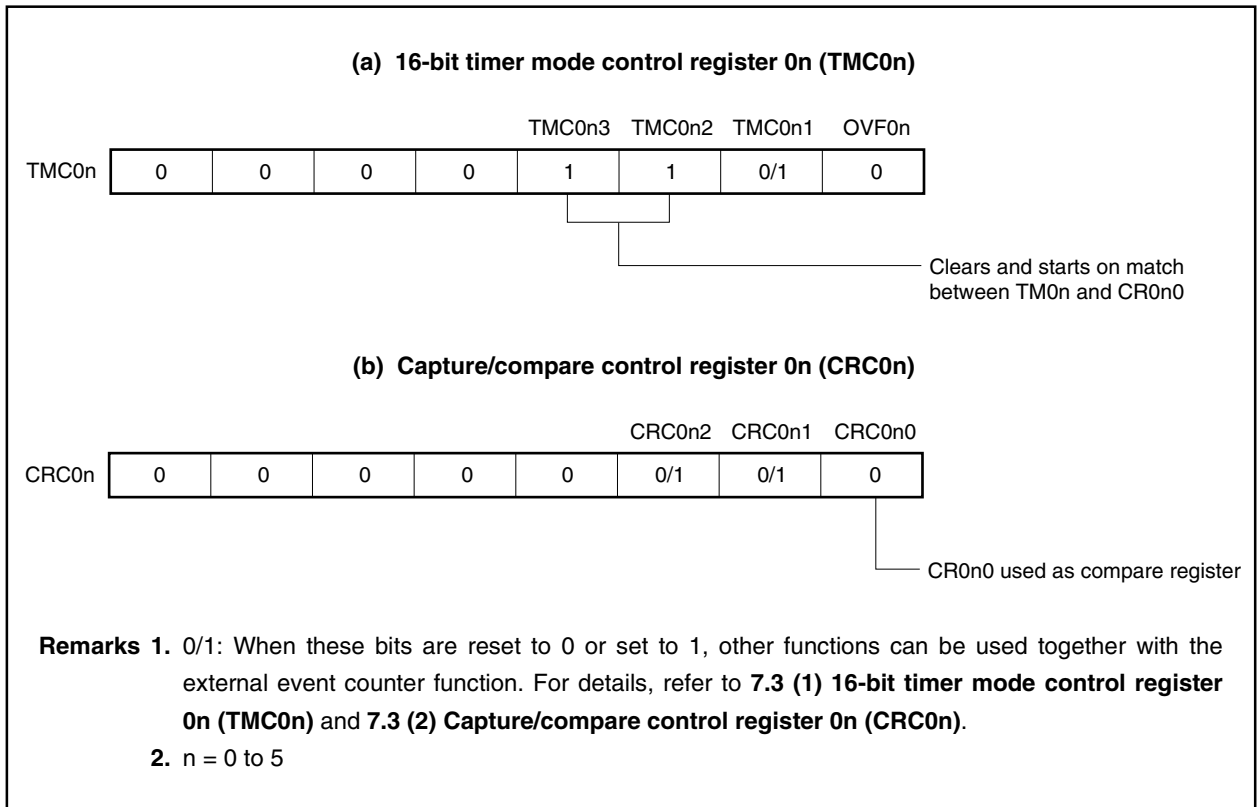 (a) 16-bit timer mode control register 0n (TMC0n)
TMC0n3 TMC0n2 TMC0n1 OVF0n
TMC0n 0 0 0 0 1 1 0/1 0
Clears and starts on match
between TM0n and CR0n0
(b) Capture/compare control register 0n (CRC0n)
CRC0n2 CRC0n1 CRC0n0
CRC0n 0 0 0 0 0 0/1 0/1 0
CR0n0 used as compare register
Remarks 1. 0/1: When these bits are reset to 0 or set to 1, other functions can be used together with the
external event counter function. For details, refer to 7.3 (1) 16-bit timer mode control register
0n (TMC0n) and 7.3 (2) Capture/compare control register 0n (CRC0n).
2. n = 0 to 5